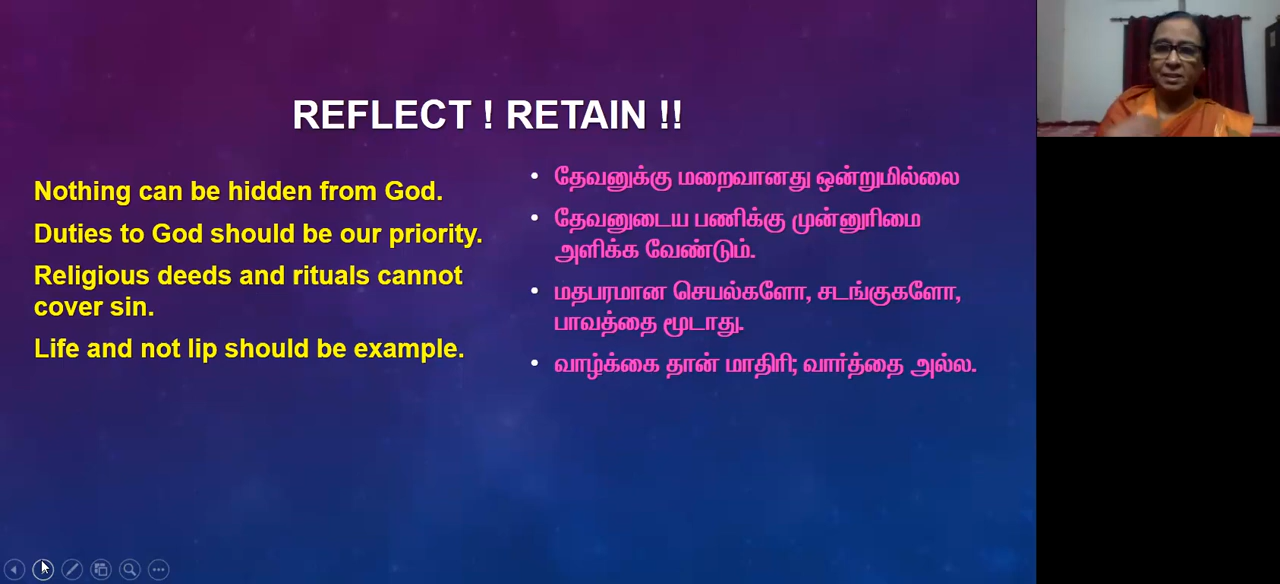 REFLECT ! RETAIN !!
Nothing can be hidden from God.
Duties to God should be our priority.
Religious deeds and rituals cannot
cover sin.
Life and not lip should be example.
• தேவனுக்கு மறைவானது ஒன்றுமில்லை
• தேவனுடைய பணிக்கு முன்னுரிமை
அளிக்க வேண்டும்.
• மதபரமான செயல்களோ, சடங்குகளோ,
பாவத்தை மூடாது.
• வாழ்க்கை தான் மாதிரி; வார்த்தை அல்ல.